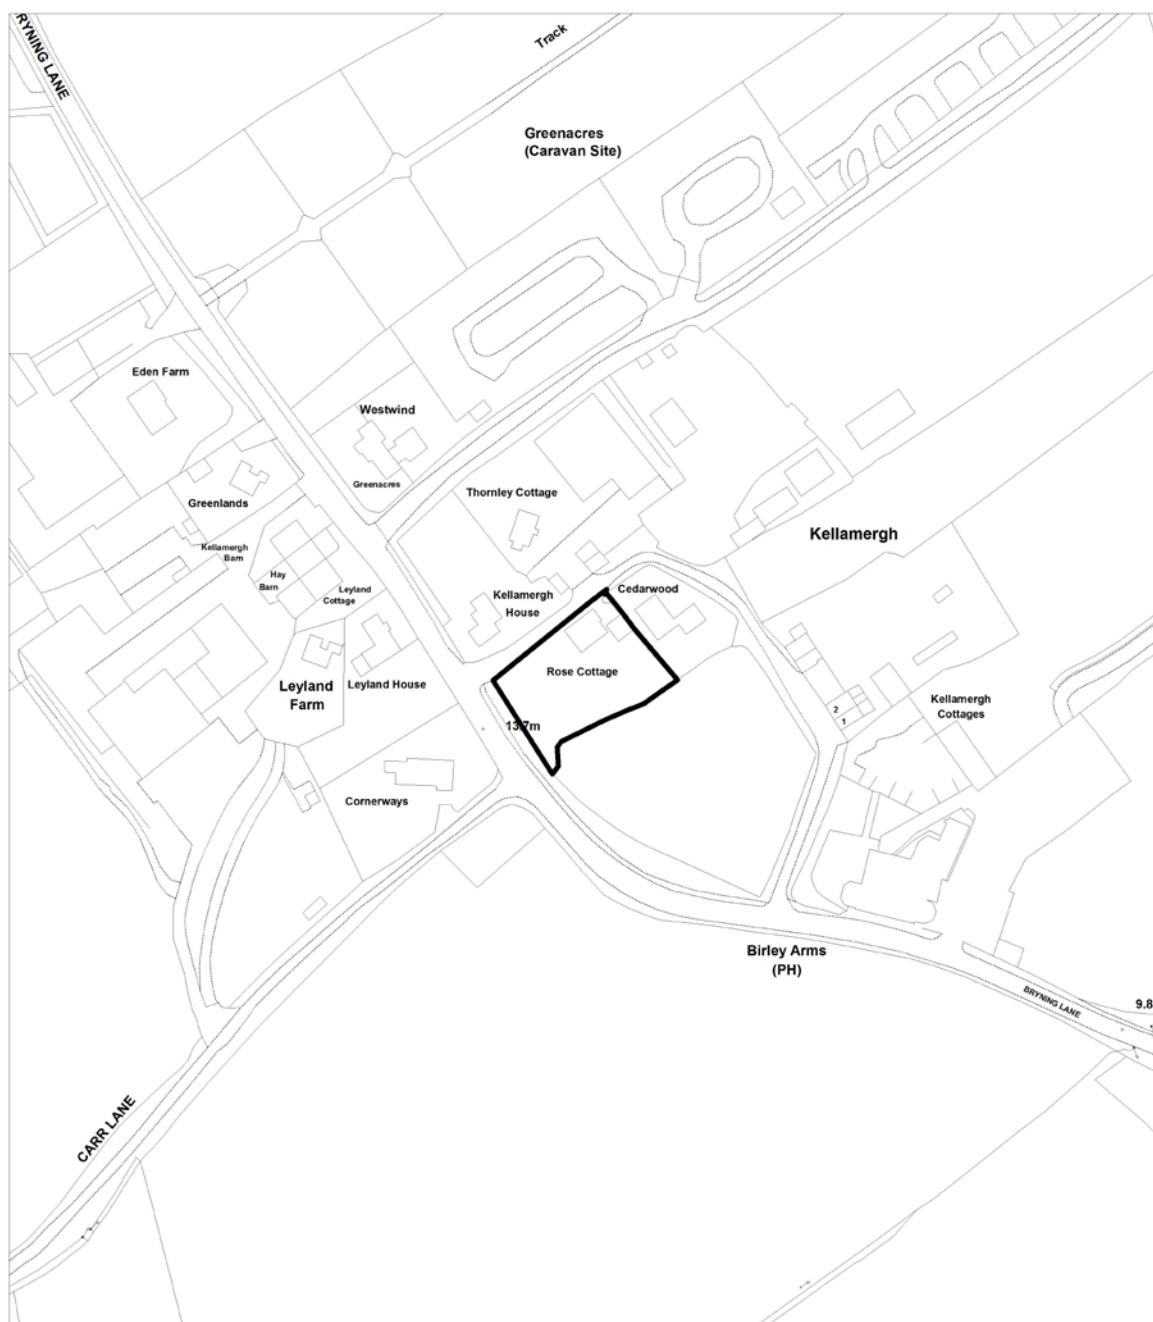 RYNING LANE
Track
Greenacres
(Caravan Site)
Eden Farm
Westwind
Greenacres
Greenlands
Thornley Cottage
Kellamergh
Kellamergh
Barn
Hay
Barn
Leyland
Cottage
Kellamergh
House
Cedarwood
Rose Cottage
Leyland
Farm
Leyland House
Kellamergh
Cottages
2
1
13.7m
Cornerways
Birley Arms
(PH)
BRYNING LANE
9.8
CARR LANE